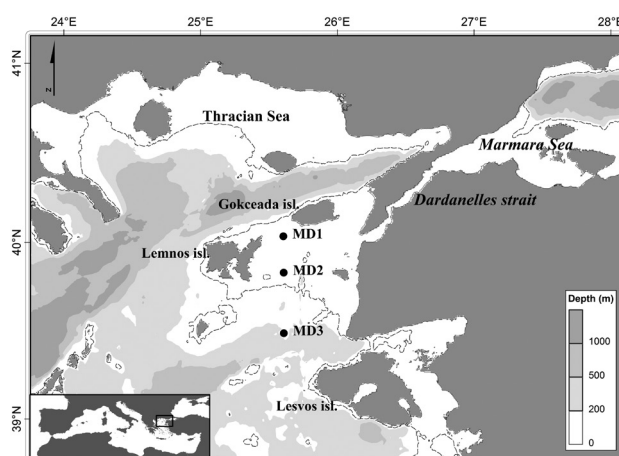 24°E 25°E 26°E 27°E 28°E
41°N
N
Thracian Sea
Marmara Sea
Gokceada isl.
Dardanelles strait
40°N
MD1
Lemnos isl.
MD2
Depth (m)
MD3
1000
500
Lesvos isl.
200
39°N
0